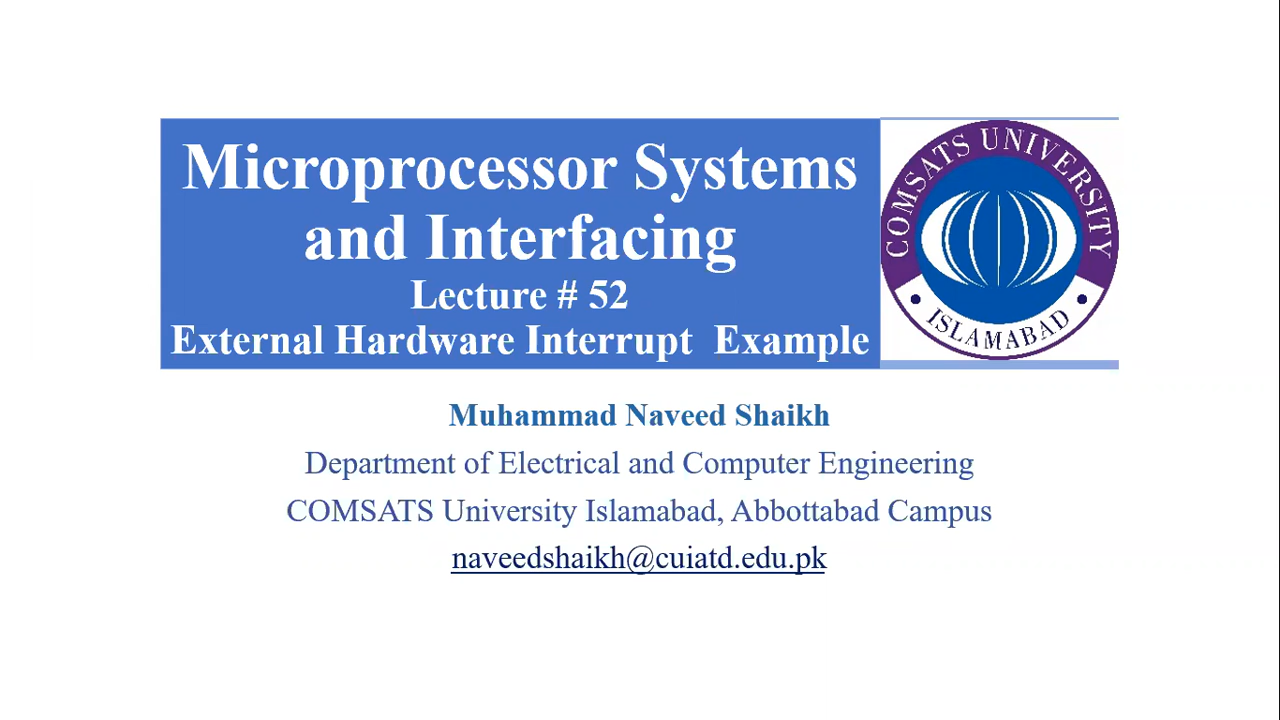 Microprocessor Systems
and Interfacing
Lecture # 52
External Hardware Interrupt Example
COMSATS UNIVERSITY
ISLAMABAD
Muhammad Naveed Shaikh
Department of Electrical and Computer Engineering
COMSATS University Islamabad, Abbottabad Campus
naveedshaikh@cuiatd.edu.pk